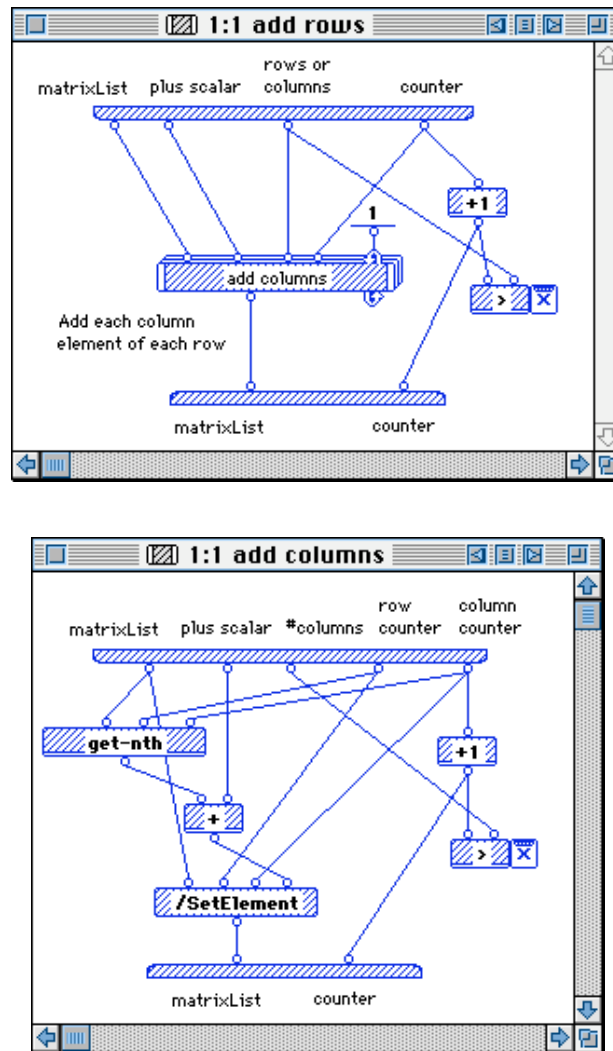 1:1 add rows
rows or
matrixList plus scalar columns counter
+1
1
add columns
>
Add each column
element of each row
matrixList counter
1:1 add columns
row column
matrixList plus scalar #columns counter counter
get-nth
+1
+
>
/SetElement
matrixList counter